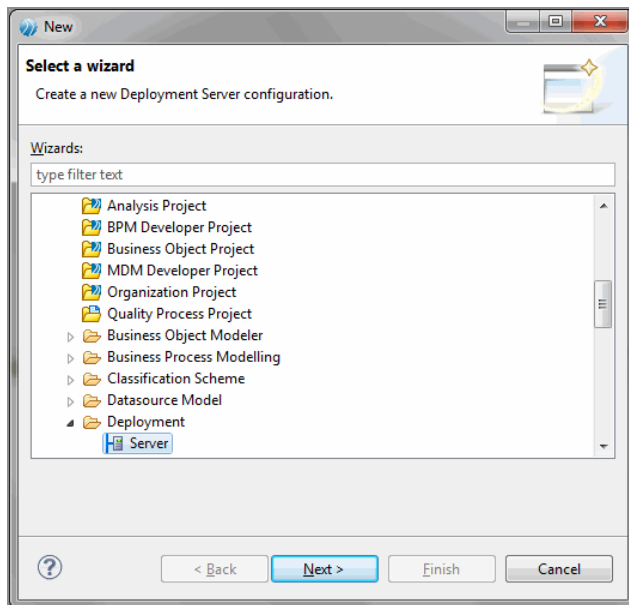 New
Select a wizard
Create a new Deployment Server configuration.
Wizards:
type filter text
Analysis Project
BPM Developer Project
Business Object Project
MDM Developer Project
Organization Project
Quality Process Project
Business Object Modeler
Business Process Modelling
Classification Scheme
Datasource Model
Deployment
Server
?
< Back Next > Finish Cancel